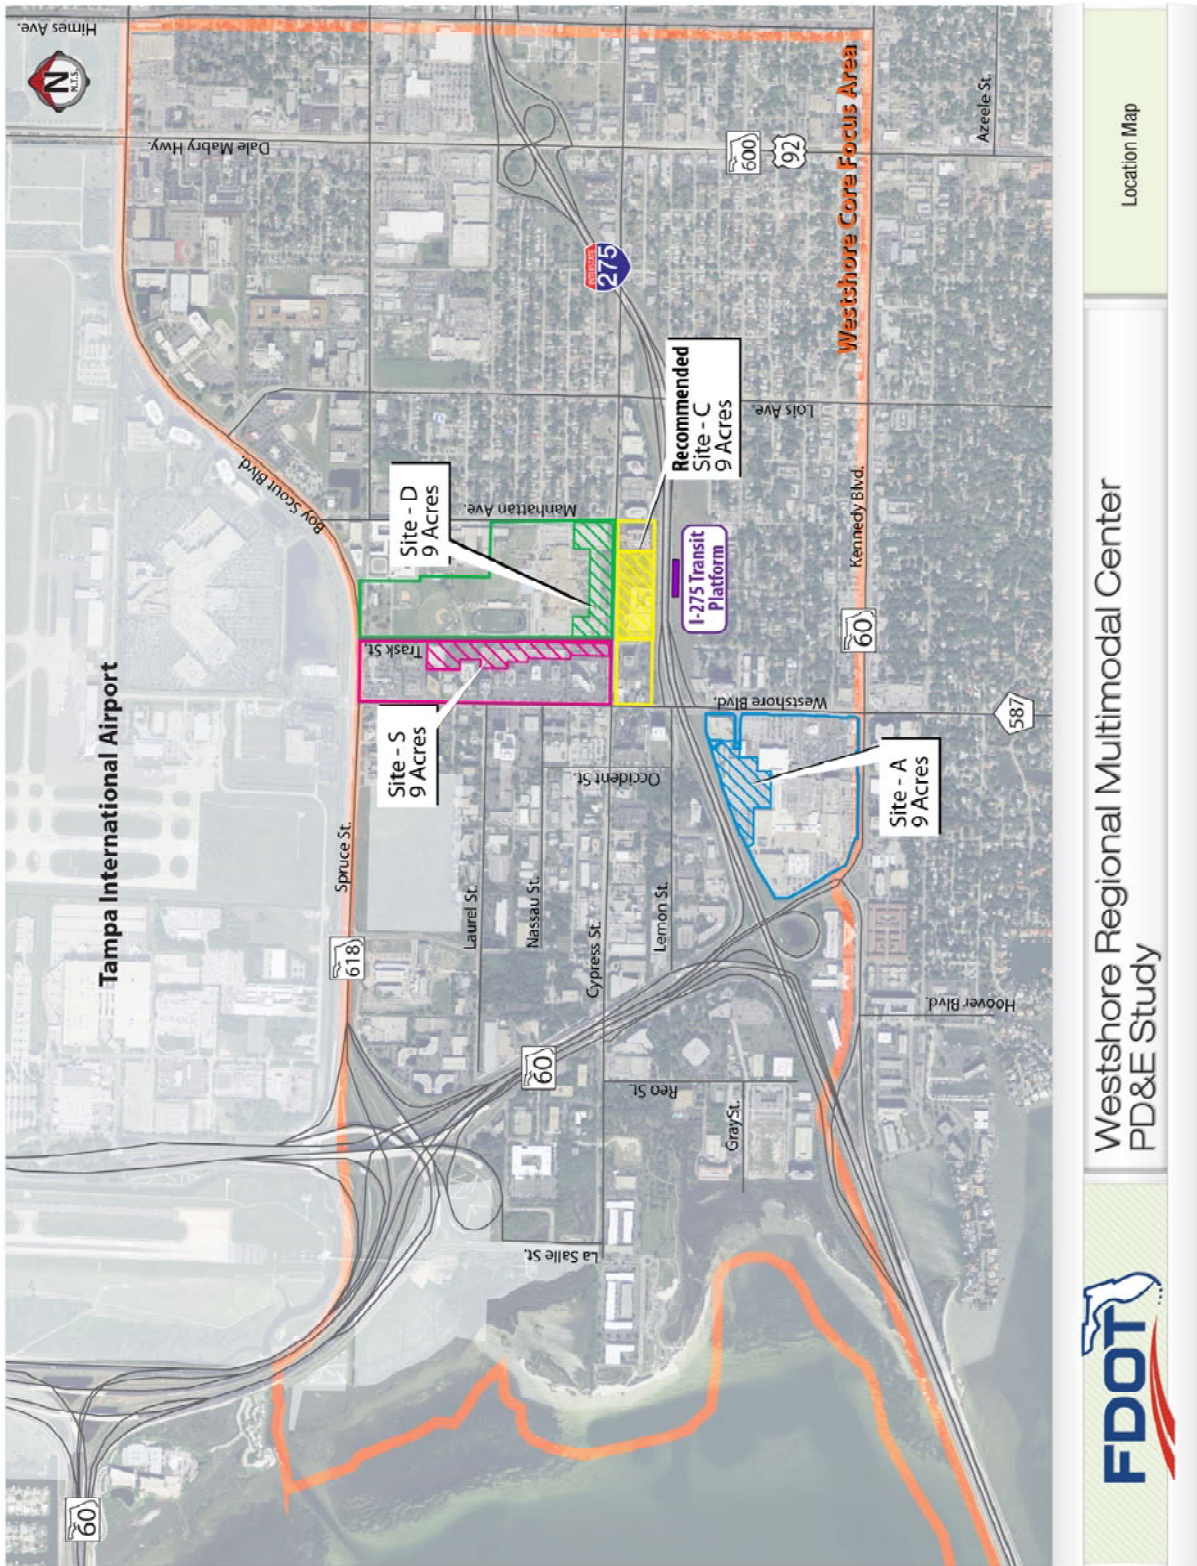 Himes Ave.
N
N.T.S.
Dale Mabry Hwy.
Azeele St.
600
92
Westshore Core Focus Area
INTERSTATE
275
Lois Ave.
Recommended
Site - C
9 Acres
Boy Scout Blvd.
Manhattan Ave.
Site - D
9 Acres
Kennedy Blvd.
I-275 Transit
Platform
60
Trask St.
Tampa International Airport
Westshore Blvd.
587
Site - S
9 Acres
Occident St.
Site - A
9 Acres
Spruce St.
Laurel St.
Nassau St.
Cypress St.
Lemon St.
618
Hoover Blvd.
60
Reo St.
Gray St.
La Salle St.
60
FDOT
Westshore Regional Multimodal Center
PD&E Study
Location Map